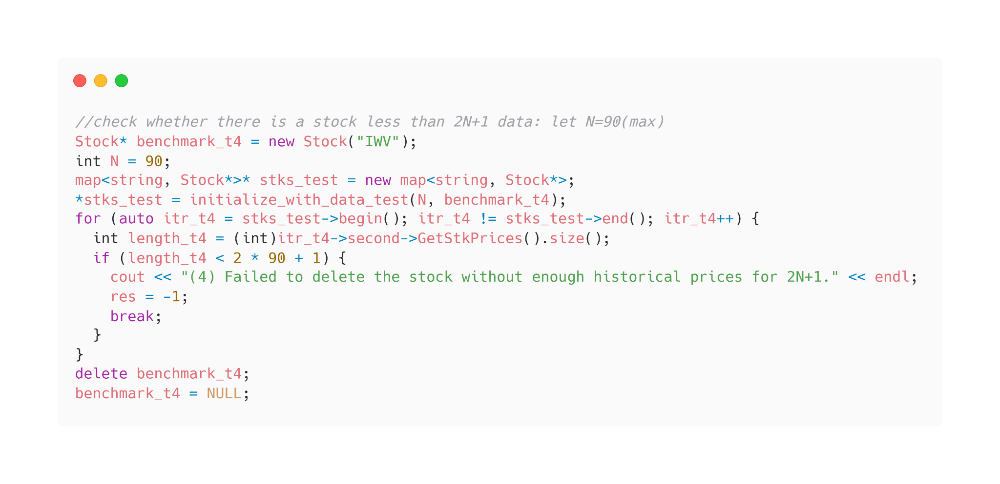 //check whether there is a stock less than 2N+1 data: let N=90(max)
Stock* benchmark_t4 = new Stock("IWV");
int N = 90;
map<string, Stock*>* stks_test = new map<string, Stock*>;
*stks_test = initialize_with_data_test(N, benchmark_t4);
for (auto itr_t4 = stks_test->begin(); itr_t4 != stks_test->end(); itr_t4++) {
  int length_t4 = (int)itr_t4->second->GetStkPrices().size();
  if (length_t4 < 2 * 90 + 1) {
    cout << "(4) Failed to delete the stock without enough historical prices for 2N+1." << endl;
    res = -1;
    break;
  }
}
delete benchmark_t4;
benchmark_t4 = NULL;